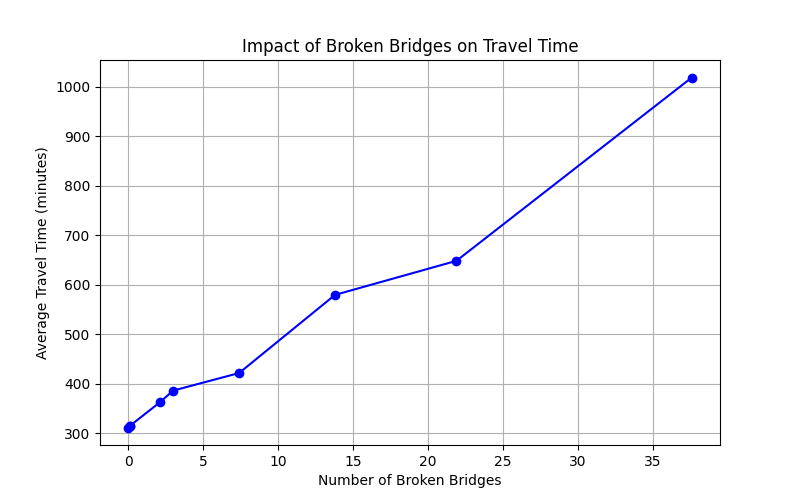 Impact of Broken Bridges on Travel Time
Average Travel Time (minutes)
1000
900
800
700
600
500
400
300
0 5 10 15 20 25 30 35
Number of Broken Bridges